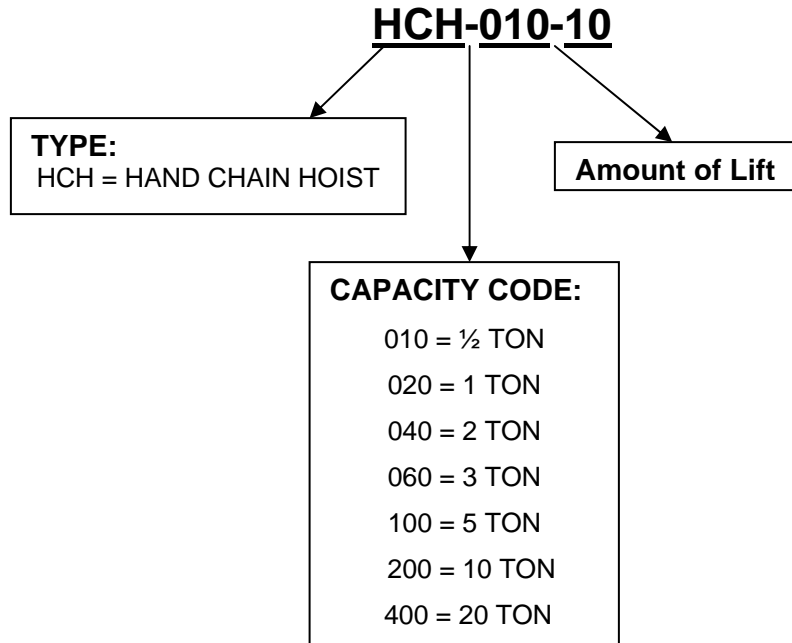 HCH-010-10
TYPE:
HCH = HAND CHAIN HOIST
Amount of Lift
CAPACITY CODE:
010 = ½ TON
020 = 1 TON
040 = 2 TON
060 = 3 TON
100 = 5 TON
200 = 10 TON
400 = 20 TON